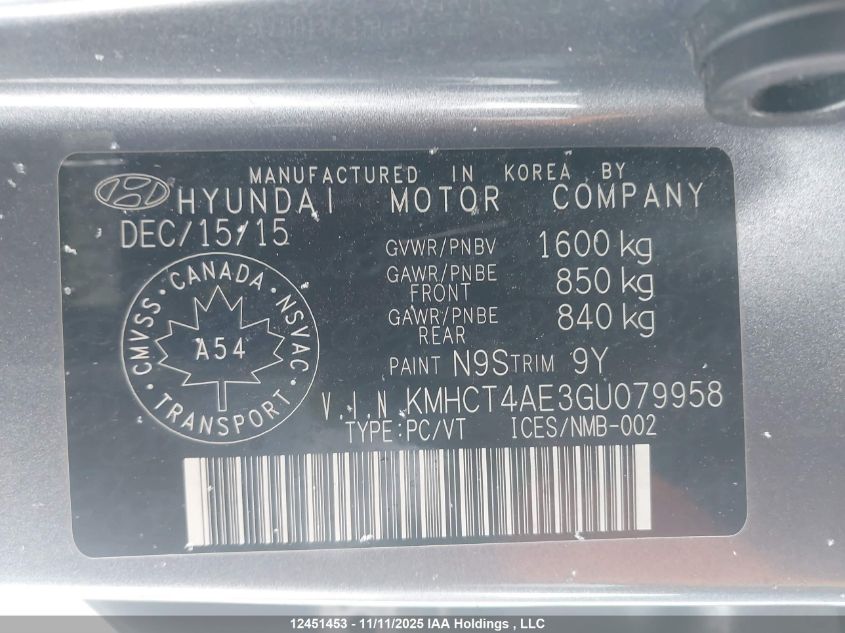 MANUFACTURED IN KOREA BY
HYUNDAI MOTOR COMPANY
DEC/15/15
GVWR/PNBV 1600 kg
GAWR/PNBE FRONT 850 kg
GAWR/PNBE REAR 840 kg
CMVSS · CANADA · NSVAC · TRANSPORT ·
A54
PAINT N9S TRIM 9Y
V.I.N KMHCT4AE3GU079958
TYPE:PC/VT ICES/NMB-002
12451453 - 11/11/2025 IAA Holdings , LLC